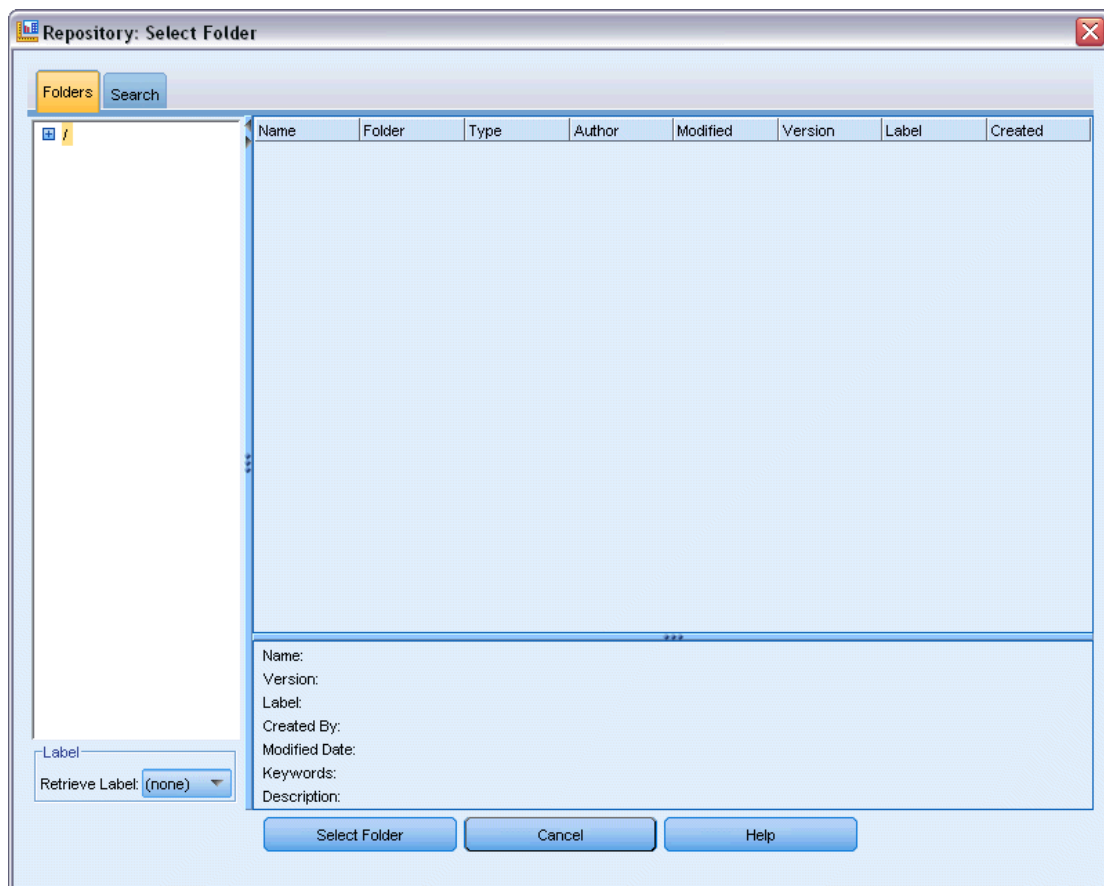 Repository: Select Folder
Folders Search
/
Name Folder Type Author Modified Version Label Created
Name:
Version:
Label:
Created By:
Modified Date:
Keywords:
Description:
Label
Retrieve Label: (none)
Select Folder Cancel Help